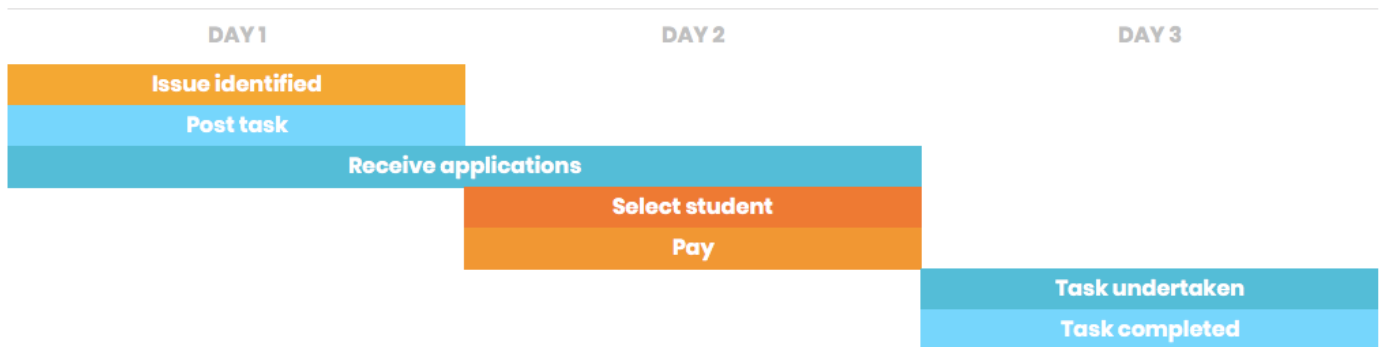 DAY 1 DAY 2 DAY 3
Issue identified
Post task
Receive applications
Select student
Pay
Task undertaken
Task completed